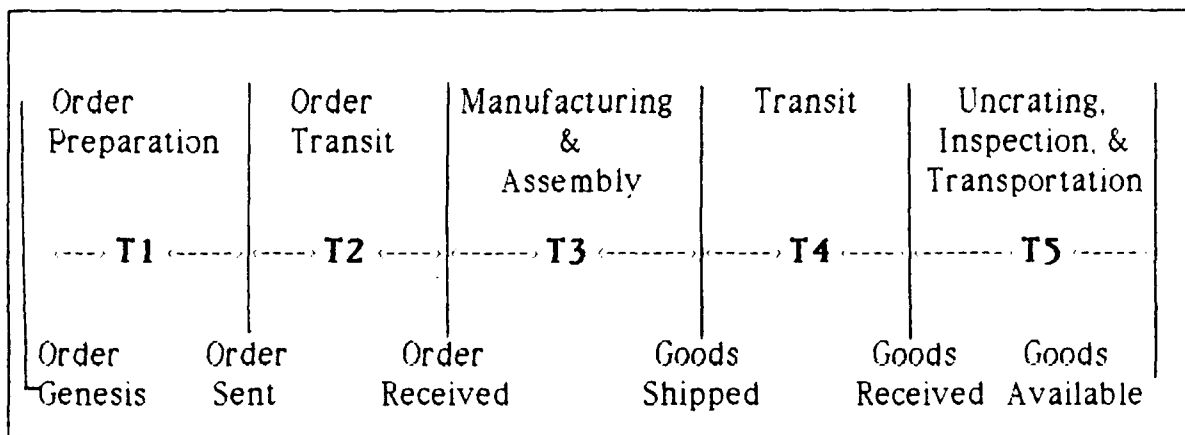 Order Order Manufacturing Transit Uncrating,
Preparation Transit & Inspection, &
Assembly Transportation
T1 T2 T3 T4 T5
Order Order Order Goods Goods Goods
Genesis Sent Received Shipped Received Available